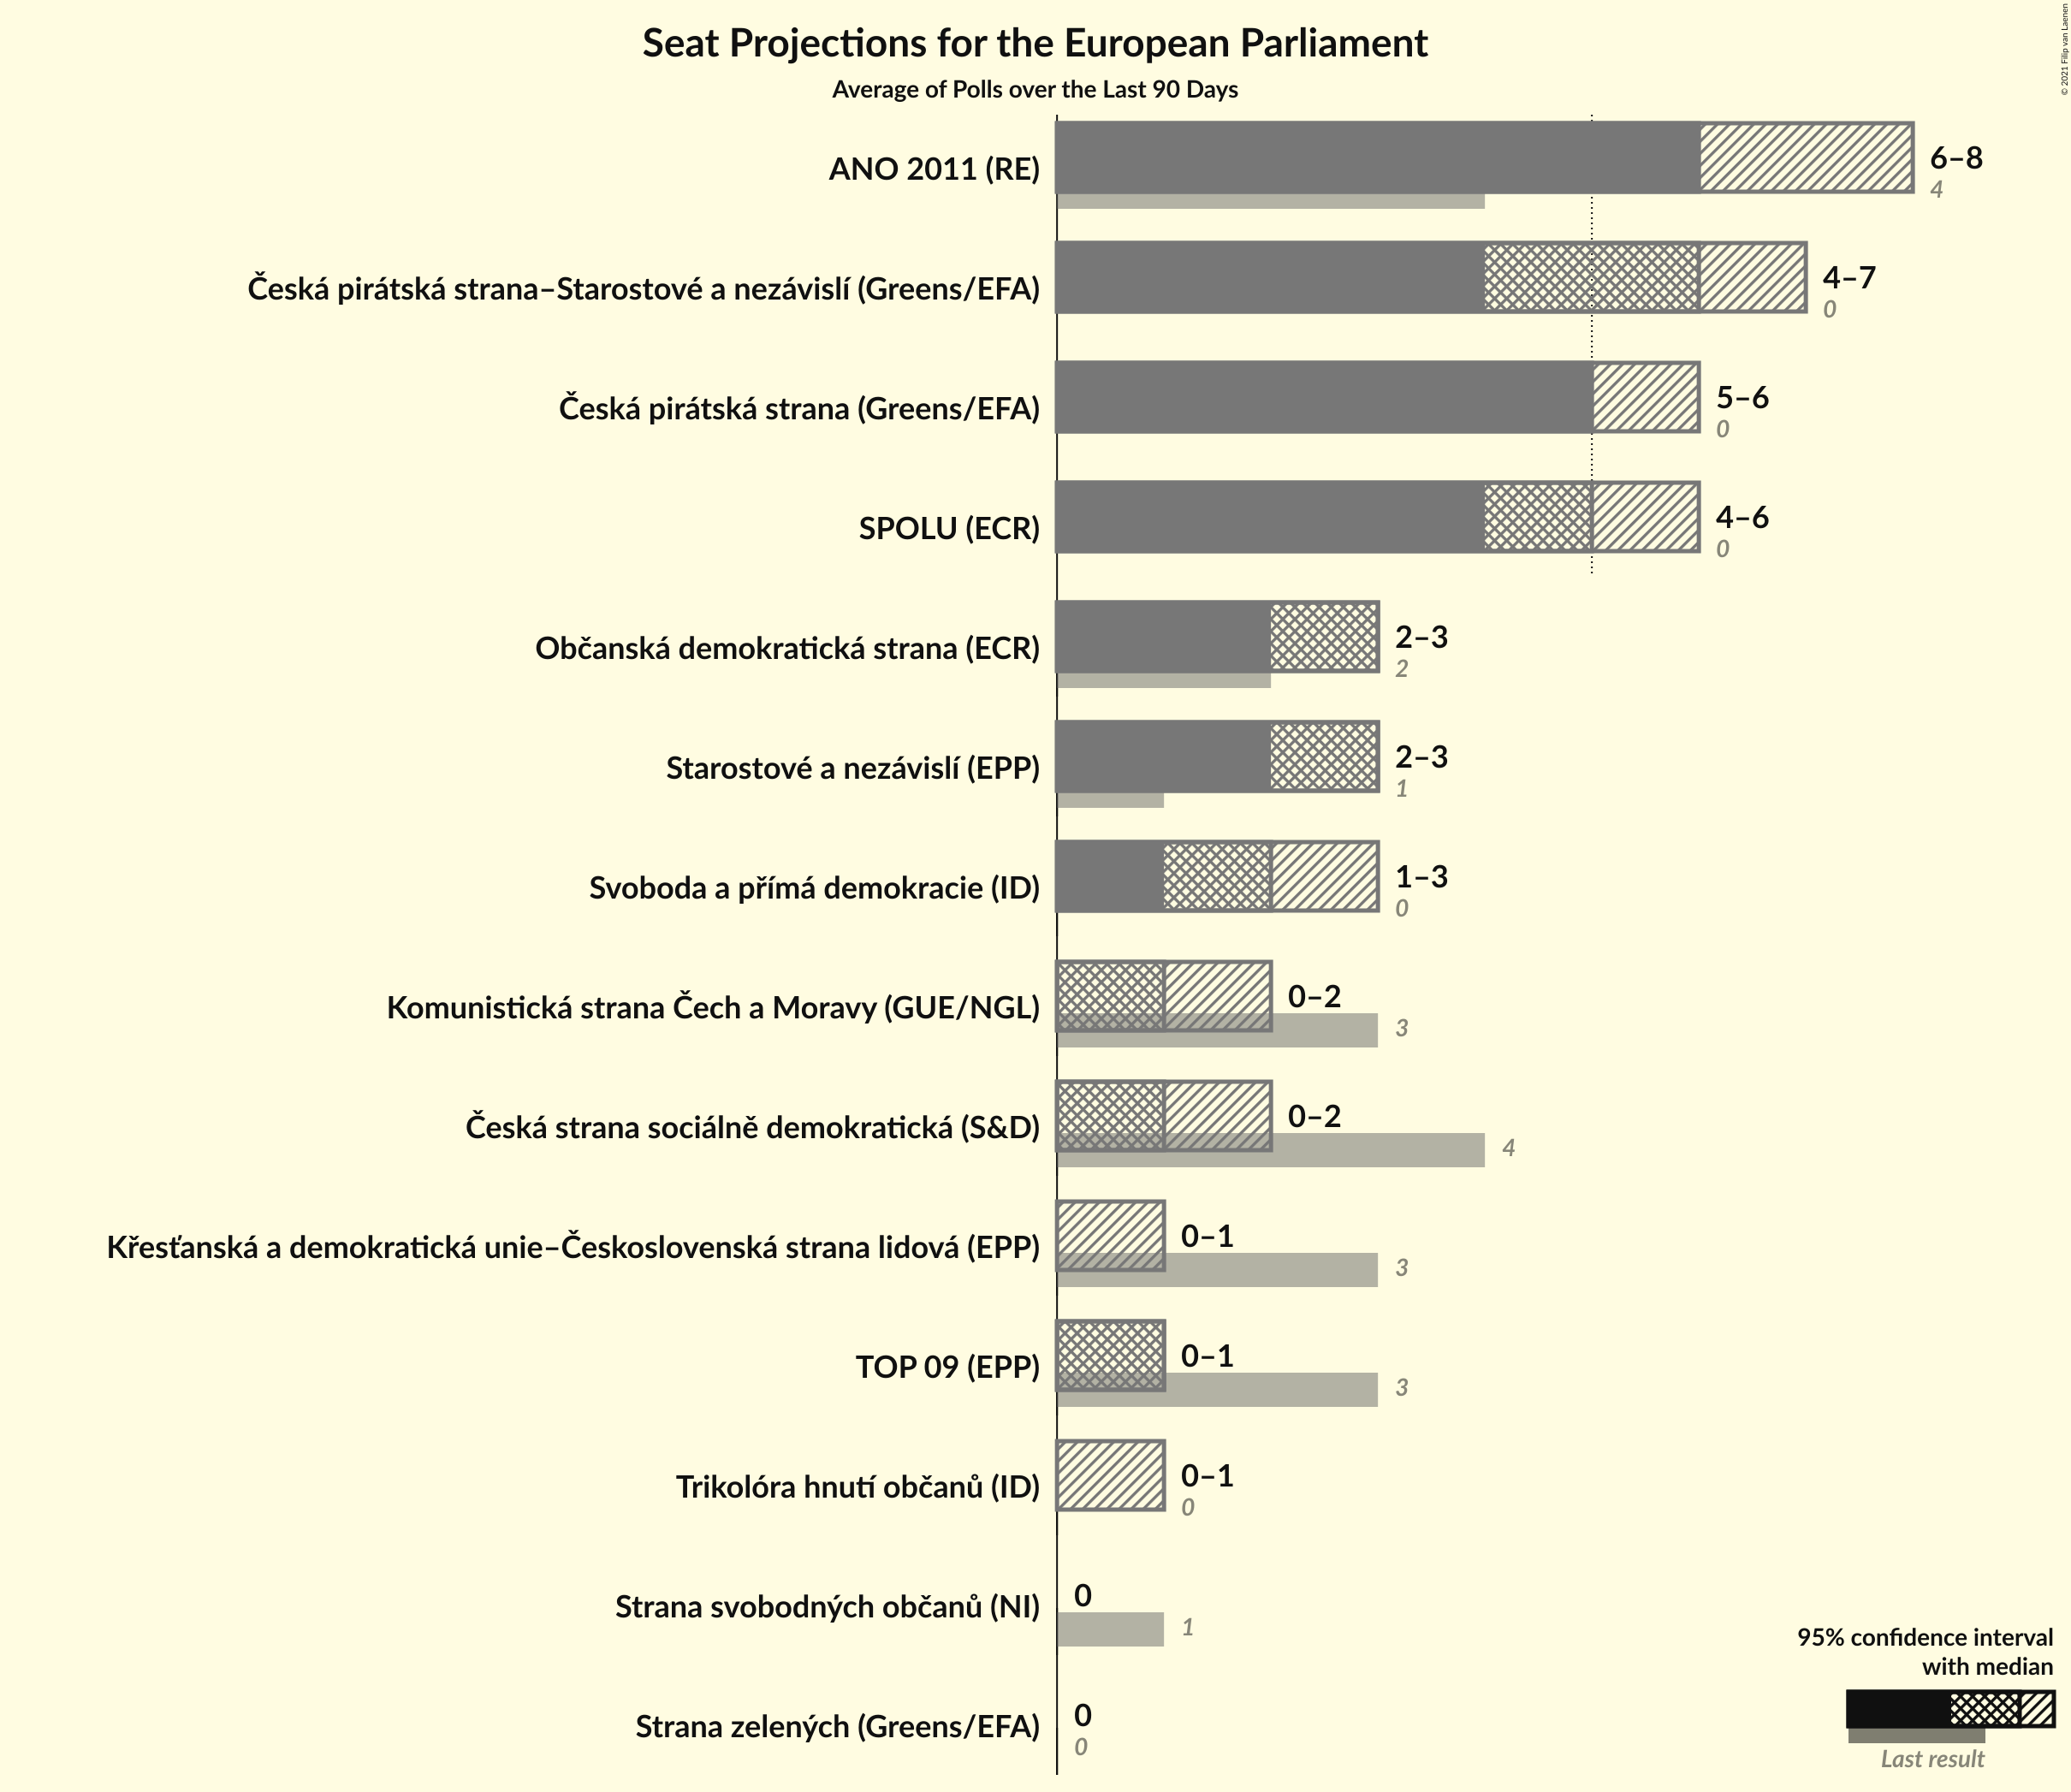 Seat Projections for the European Parliament
Average of Polls over the Last 90 Days
© 2021 Filip van Laenen
ANO 2011 (RE)
6–8
4
Česká pirátská strana–Starostové a nezávislí (Greens/EFA)
4–7
0
Česká pirátská strana (Greens/EFA)
5–6
0
SPOLU (ECR)
4–6
0
Občanská demokratická strana (ECR)
2–3
2
Starostové a nezávislí (EPP)
2–3
1
Svoboda a přímá demokracie (ID)
1–3
0
Komunistická strana Čech a Moravy (GUE/NGL)
0–2
3
Česká strana sociálně demokratická (S&D)
0–2
4
Křesťanská a demokratická unie–Československá strana lidová (EPP)
0–1
3
TOP 09 (EPP)
0–1
3
Trikolóra hnutí občanů (ID)
0–1
0
Strana svobodných občanů (NI)
0
1
Strana zelených (Greens/EFA)
0
0
95% confidence interval
with median
Last result